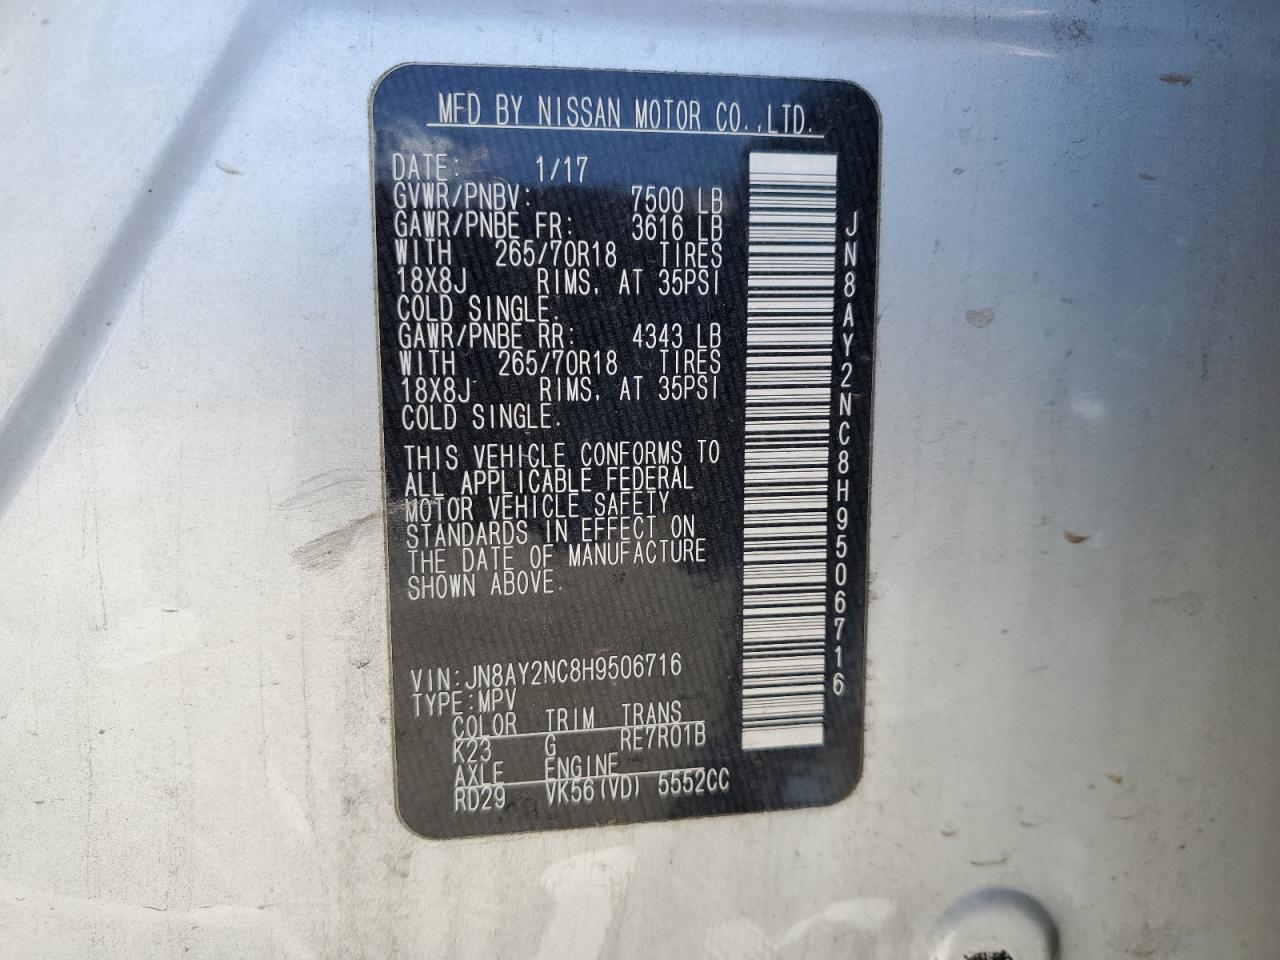 MFD BY NISSAN MOTOR CO.,LTD.
DATE: 1/17
GVWR/PNBV: 7500 LB
GAWR/PNBE FR: 3616 LB
WITH 265/70R18 TIRES
18X8J RIMS, AT 35PSI
COLD SINGLE.
GAWR/PNBE RR: 4343 LB
WITH 265/70R18 TIRES
18X8J RIMS, AT 35PSI
COLD SINGLE.
THIS VEHICLE CONFORMS TO
ALL APPLICABLE FEDERAL
MOTOR VEHICLE SAFETY
STANDARDS IN EFFECT ON
THE DATE OF MANUFACTURE
SHOWN ABOVE.
VIN:JN8AY2NC8H9506716
TYPE:MPV
COLOR TRIM TRANS
K23 G RE7R01B
AXLE ENGINE
RD29 VK56(VD) 5552CC
JN8AY2NC8H9506716